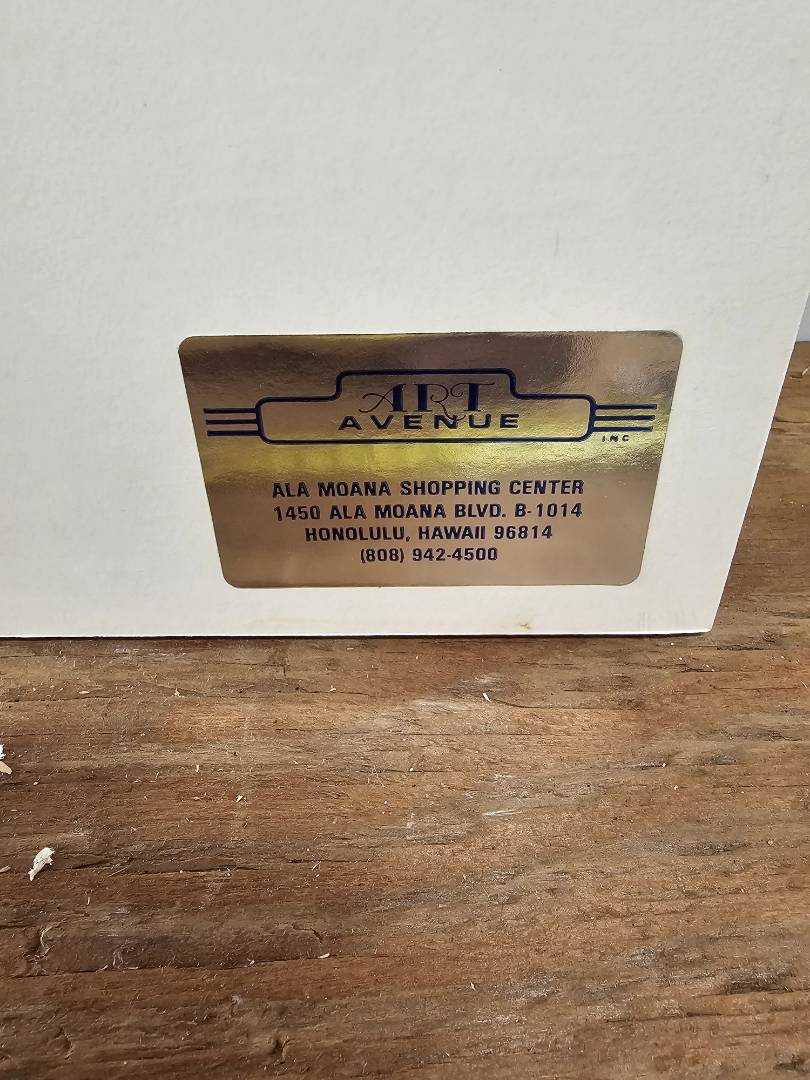 ART
AVENUE
INC
ALA MOANA SHOPPING CENTER
1450 ALA MOANA BLVD. B-1014
HONOLULU, HAWAII 96814
(808) 942-4500